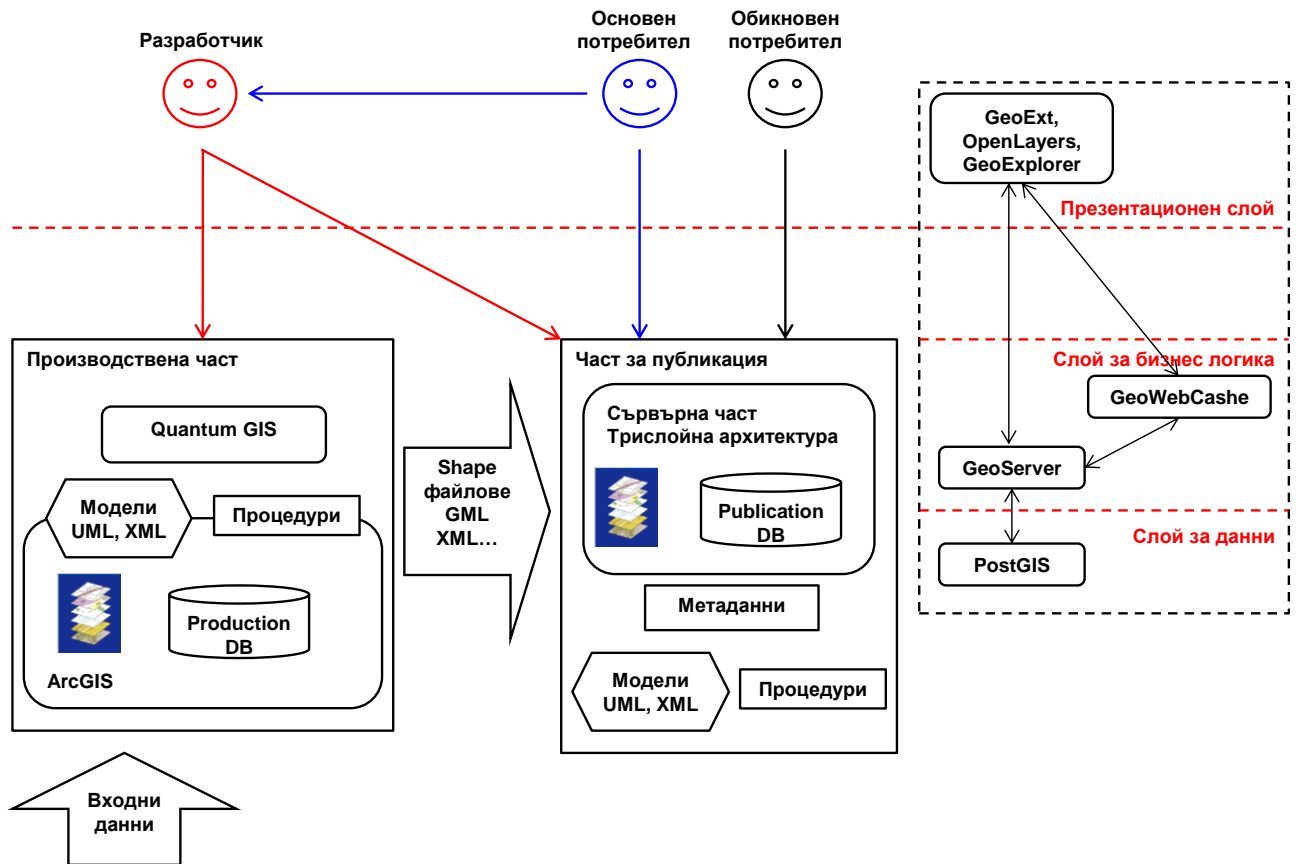 Разработчик
Основен
потребител
Обикновен
потребител
GeoExt,
OpenLayers,
GeoExplorer
Презентационен слой
Производствена част
Quantum GIS
Модели
UML, XML
Процедури
Production
DB
ArcGIS
Входни
данни
Shape
файлове
GML
XML…
Част за публикация
Сървърна част
Трислойна архитектура
Publication
DB
Метаданни
Модели
UML, XML
Процедури
Слой за бизнес логика
GeoWebCashe
GeoServer
Слой за данни
PostGIS